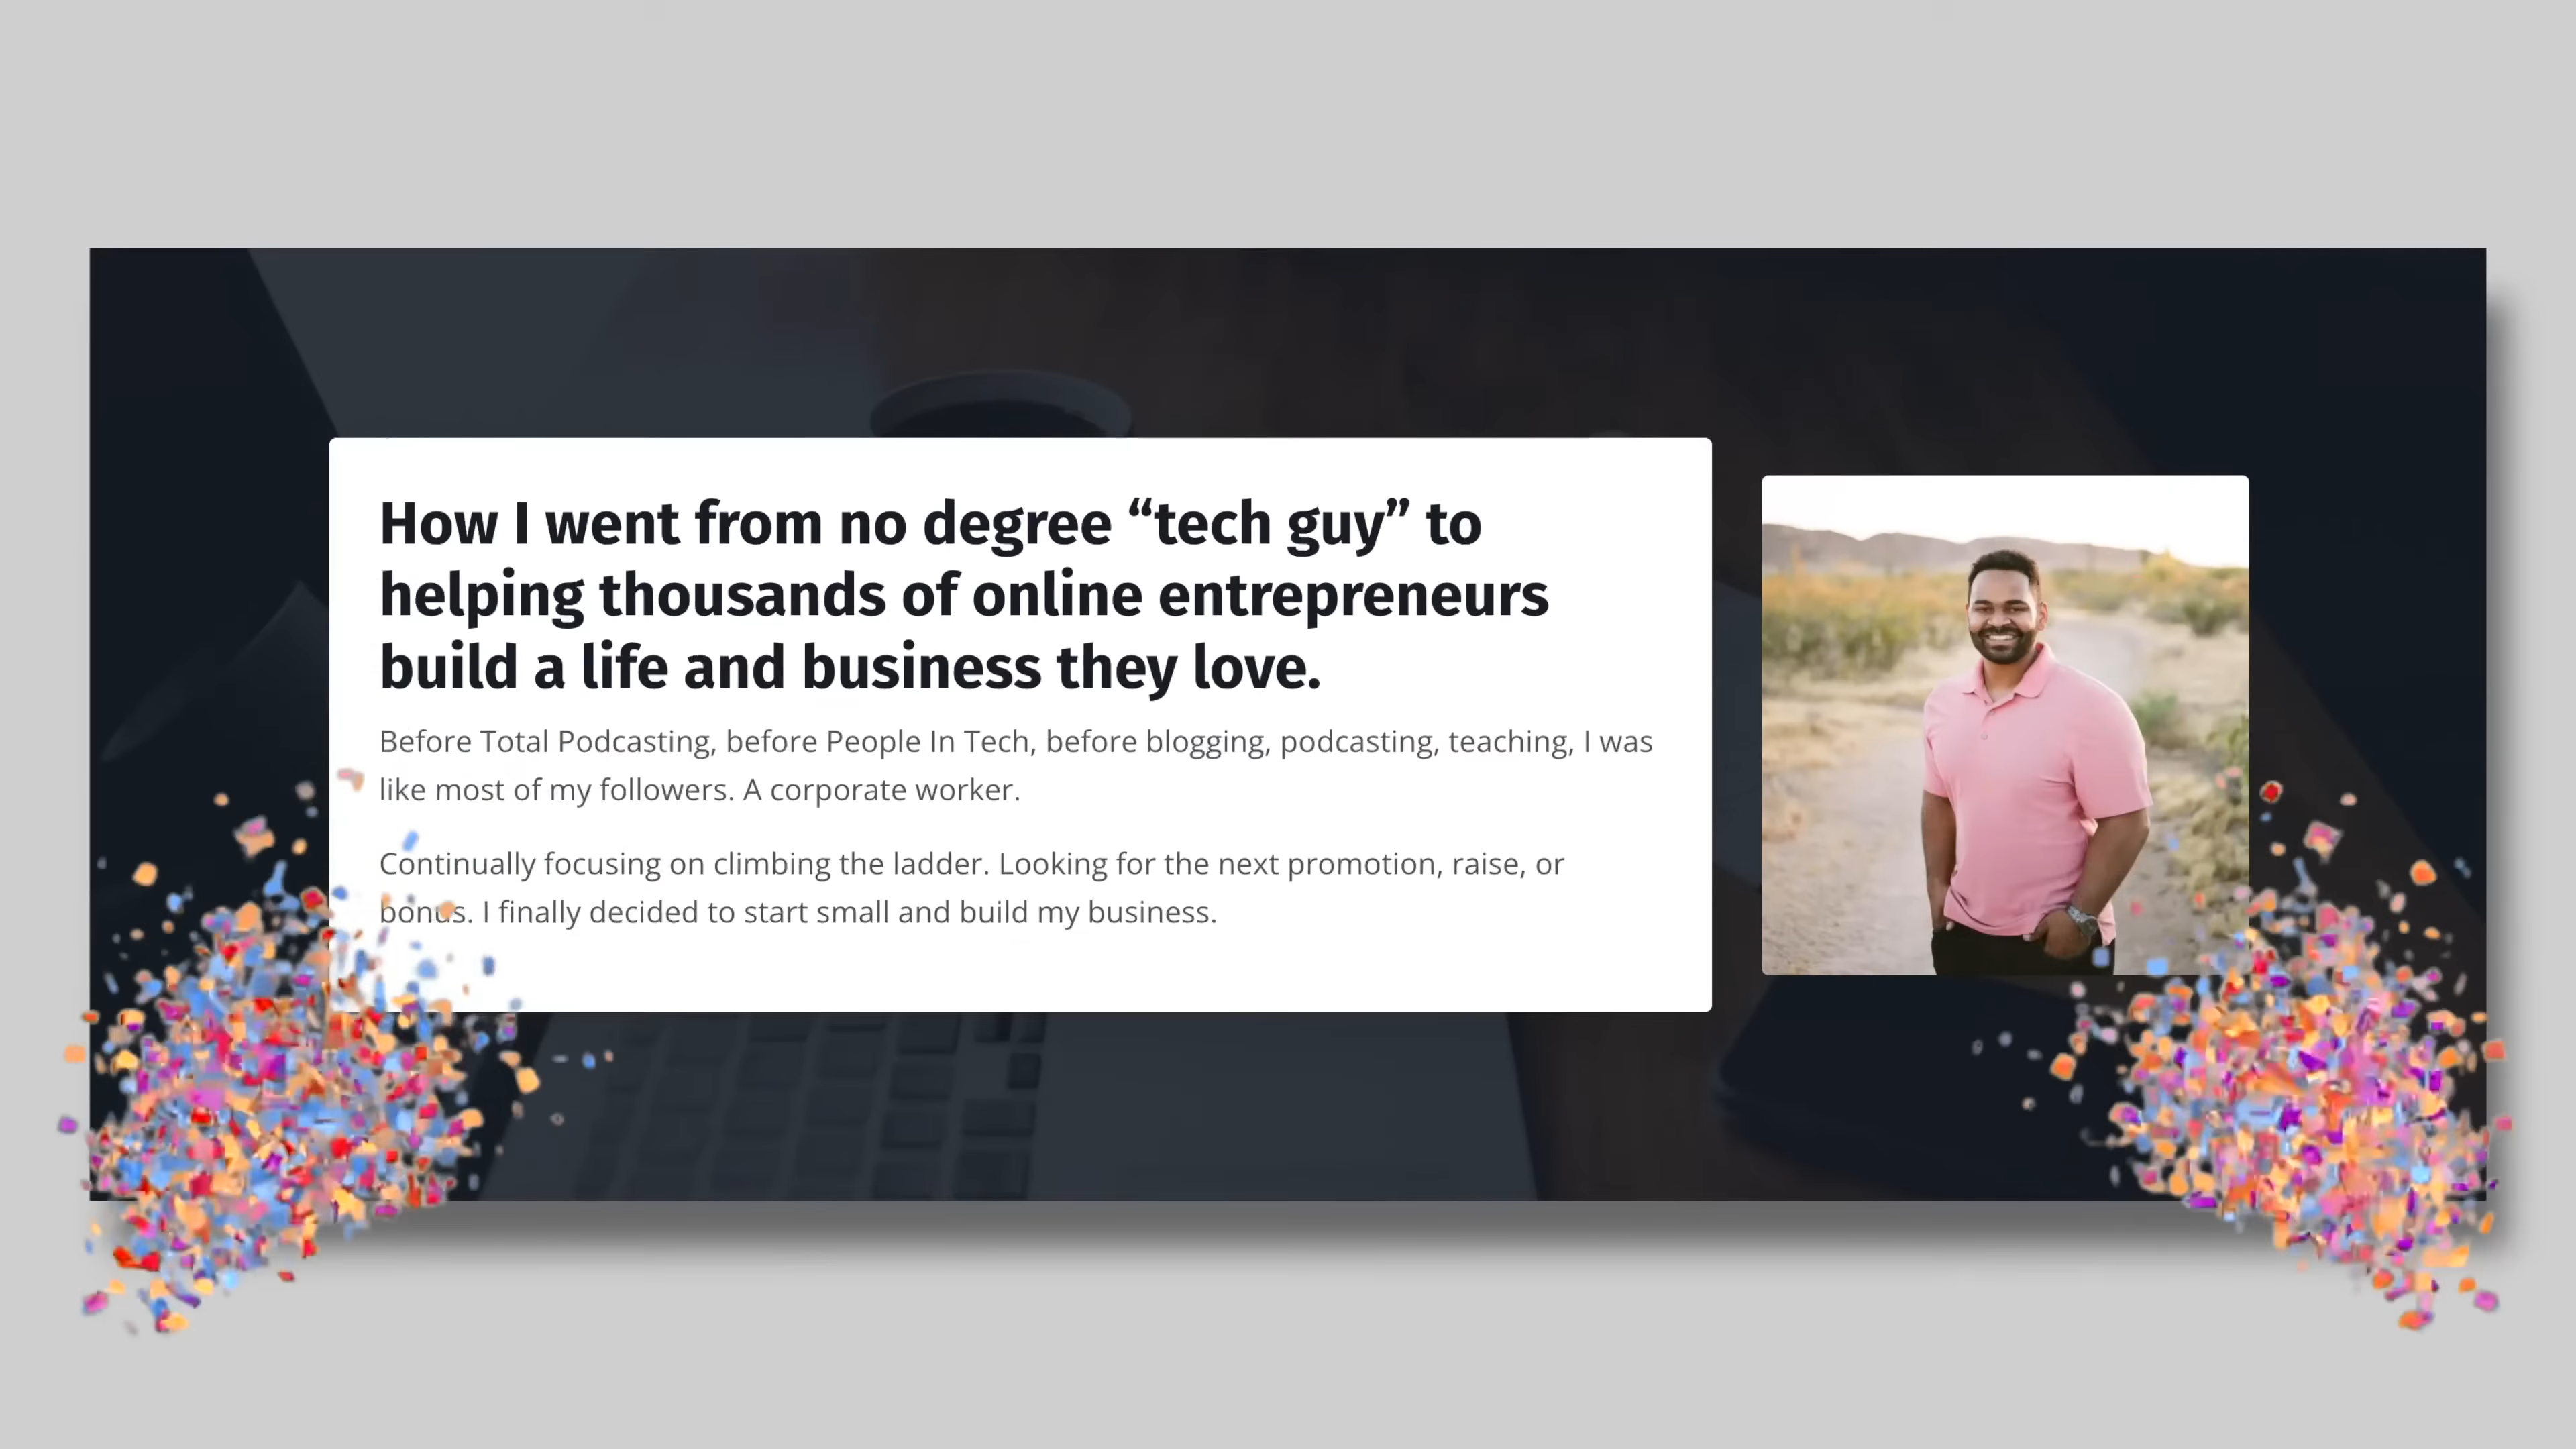 How I went from no degree “tech guy” to
helping thousands of online entrepreneurs
build a life and business they love.
Before Total Podcasting, before People In Tech, before blogging, podcasting, teaching, I was
like most of my followers. A corporate worker.
Continually focusing on climbing the ladder. Looking for the next promotion, raise, or
bonus. I finally decided to start small and build my business.